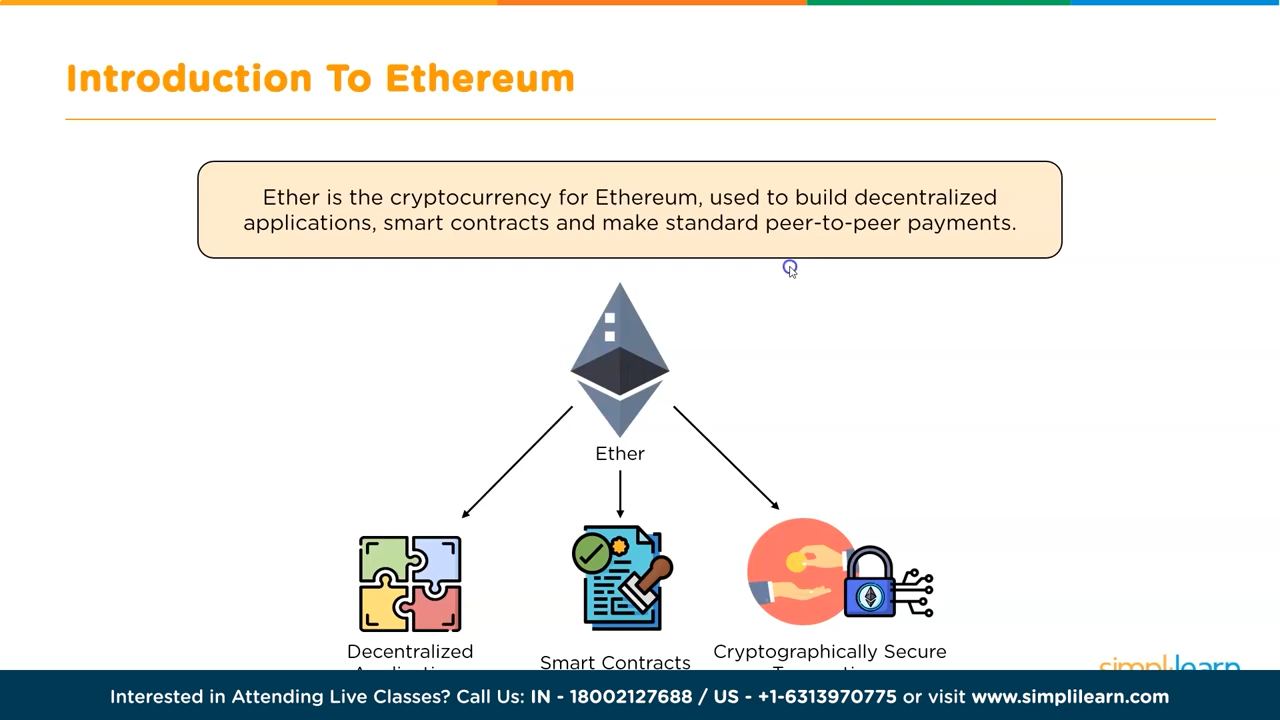 Introduction To Ethereum
Ether is the cryptocurrency for Ethereum, used to build decentralized
applications, smart contracts and make standard peer-to-peer payments.
Ether
Decentralized
Smart Contracts
Cryptographically Secure
simplilearn
Interested in Attending Live Classes? Call Us: IN - 18002127688 / US - +1-6313970775 or visit www.simplilearn.com